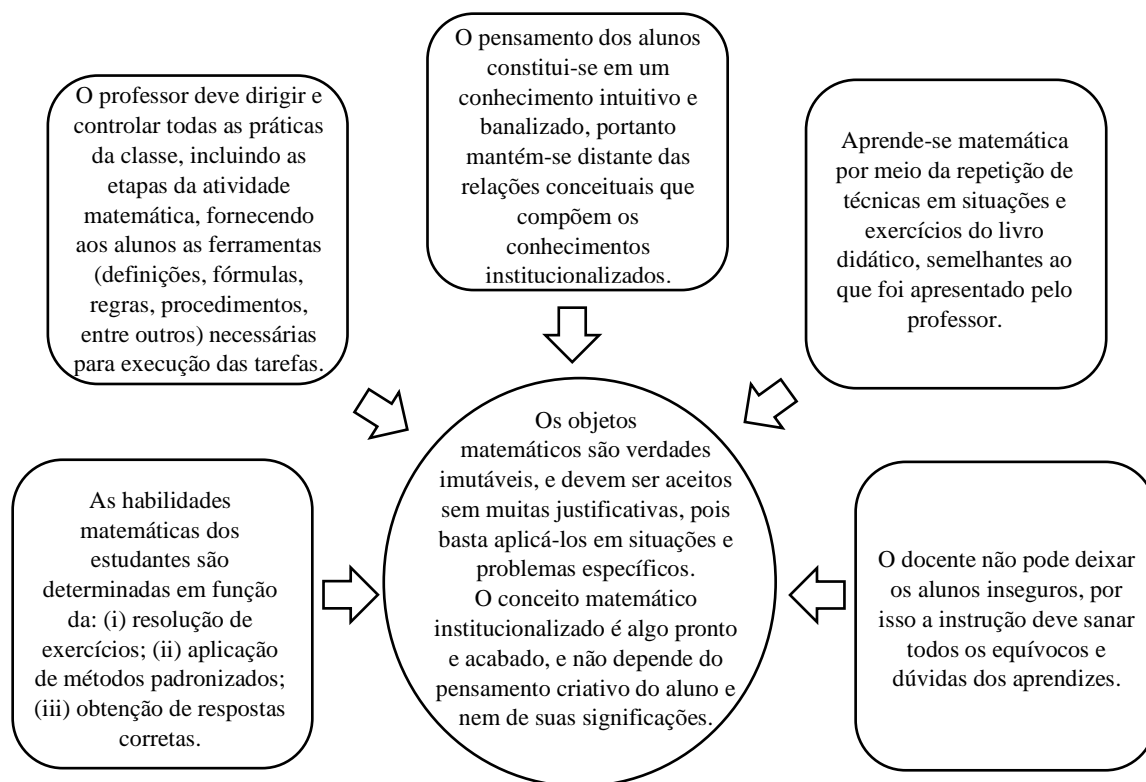 O pensamento dos alunos
constitui-se em um
conhecimento intuitivo e
banalizado, portanto
mantém-se distante das
relações conceituais que
compõem os
conhecimentos
institucionalizados.
O professor deve dirigir e
controlar todas as práticas
da classe, incluindo as
etapas da atividade
matemática, fornecendo
aos alunos as ferramentas
(definições, fórmulas,
regras, procedimentos,
entre outros) necessárias
para execução das tarefas.
Aprende-se matemática
por meio da repetição de
técnicas em situações e
exercícios do livro
didático, semelhantes ao
que foi apresentado pelo
professor.
Os objetos
matemáticos são verdades
imutáveis, e devem ser aceitos
sem muitas justificativas, pois
basta aplicá-los em situações e
problemas específicos.
O conceito matemático
institucionalizado é algo pronto
e acabado, e não depende do
pensamento criativo do aluno e
nem de suas significações.
As habilidades
matemáticas dos
estudantes são
determinadas em função
da: (i) resolução de
exercícios; (ii) aplicação
de métodos padronizados;
(iii) obtenção de respostas
corretas.
O docente não pode deixar
os alunos inseguros, por
isso a instrução deve sanar
todos os equívocos e
dúvidas dos aprendizes.